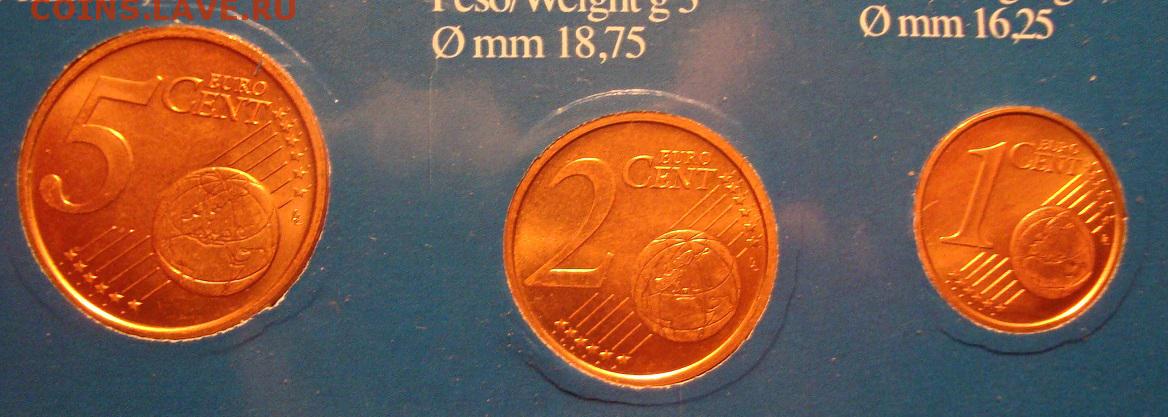 COINS.LAVE.RU
Peso/Weight g 3
Ø mm 18,75
Ø mm 16,25
5 EURO
CENT
2 EURO
CENT
1 EURO
CENT